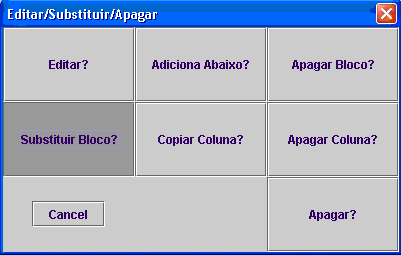 Editar/Substituir/Apagar
Editar?
Adiciona Abaixo?
Apagar Bloco?
Substituir Bloco?
Copiar Coluna?
Apagar Coluna?
Cancel
Apagar?